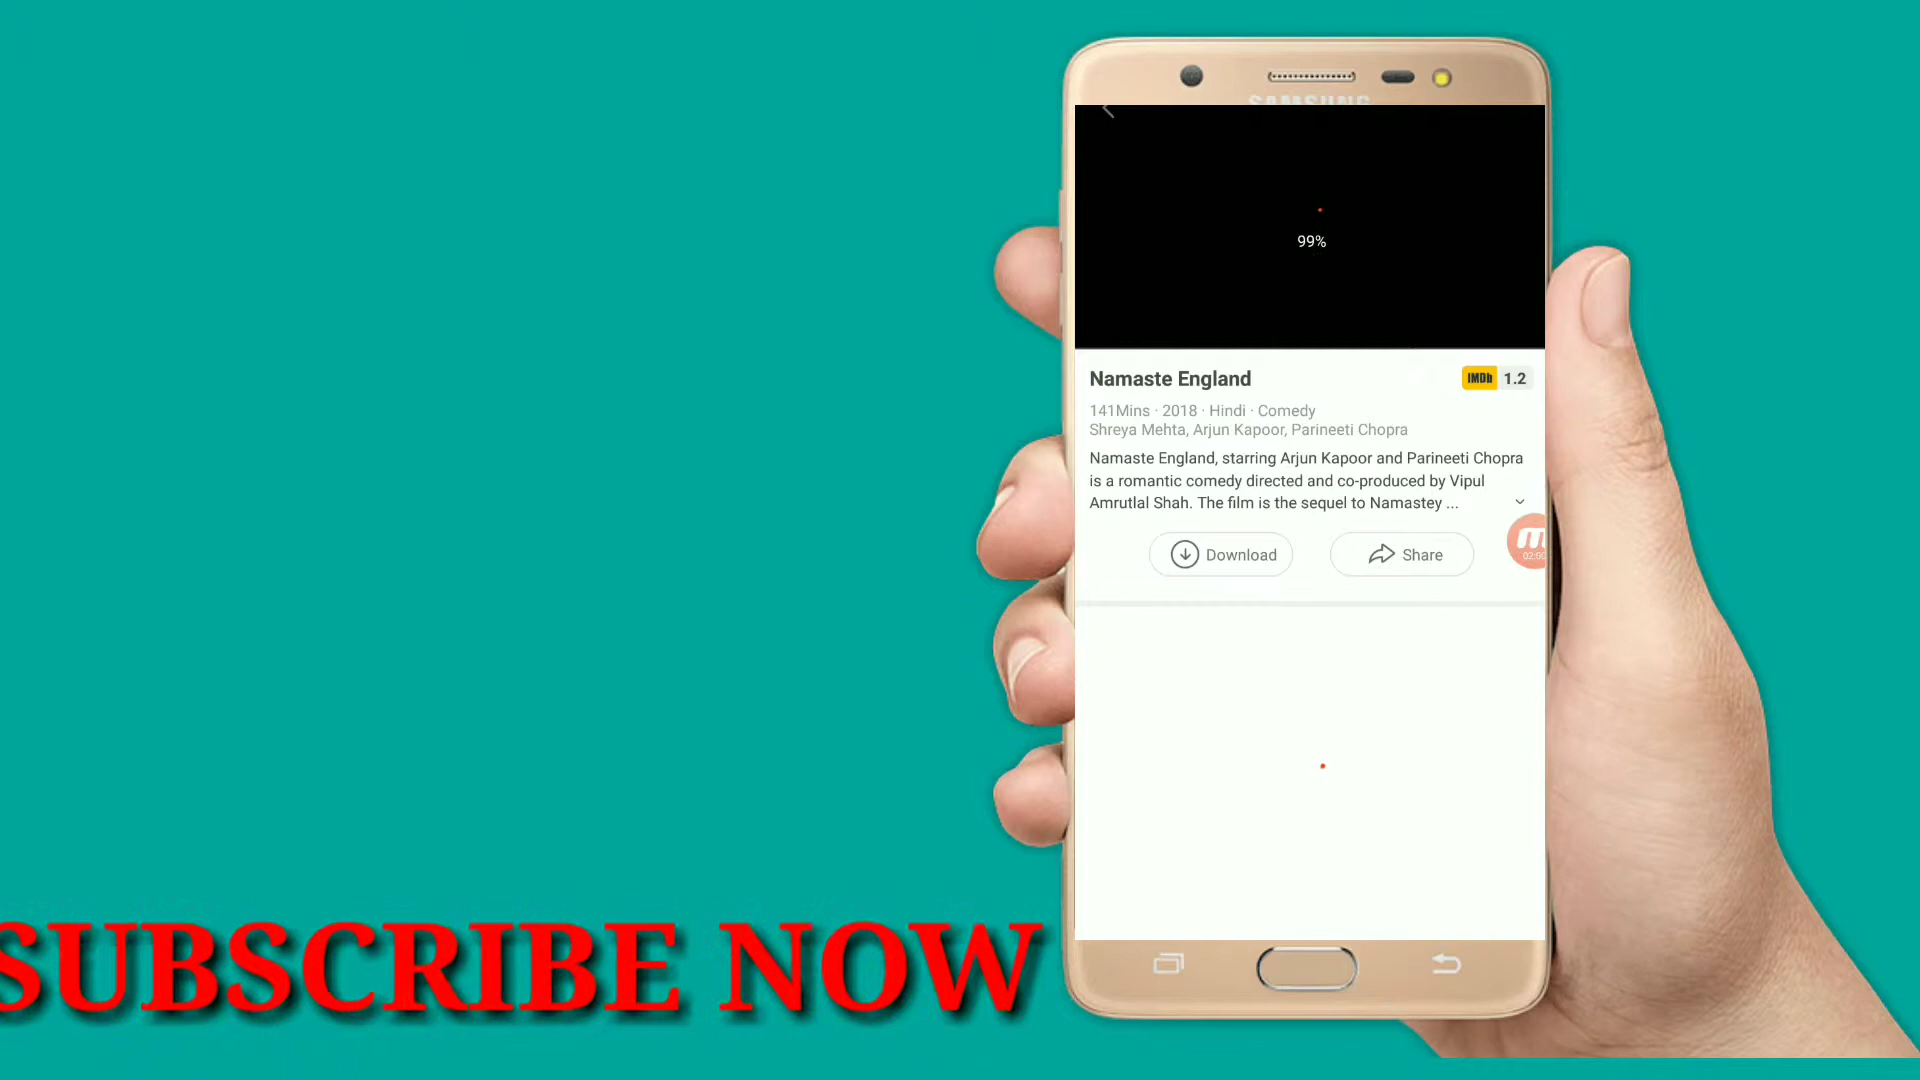 SAMSUNG
99%
Namaste England
IMDb 1.2
141Mins · 2018 · Hindi · Comedy
Shreya Mehta, Arjun Kapoor, Parineeti Chopra
Namaste England, starring Arjun Kapoor and Parineeti Chopra
is a romantic comedy directed and co-produced by Vipul
Amrutlal Shah. The film is the sequel to Namastey ...
Download
Share
SUBSCRIBE NOW